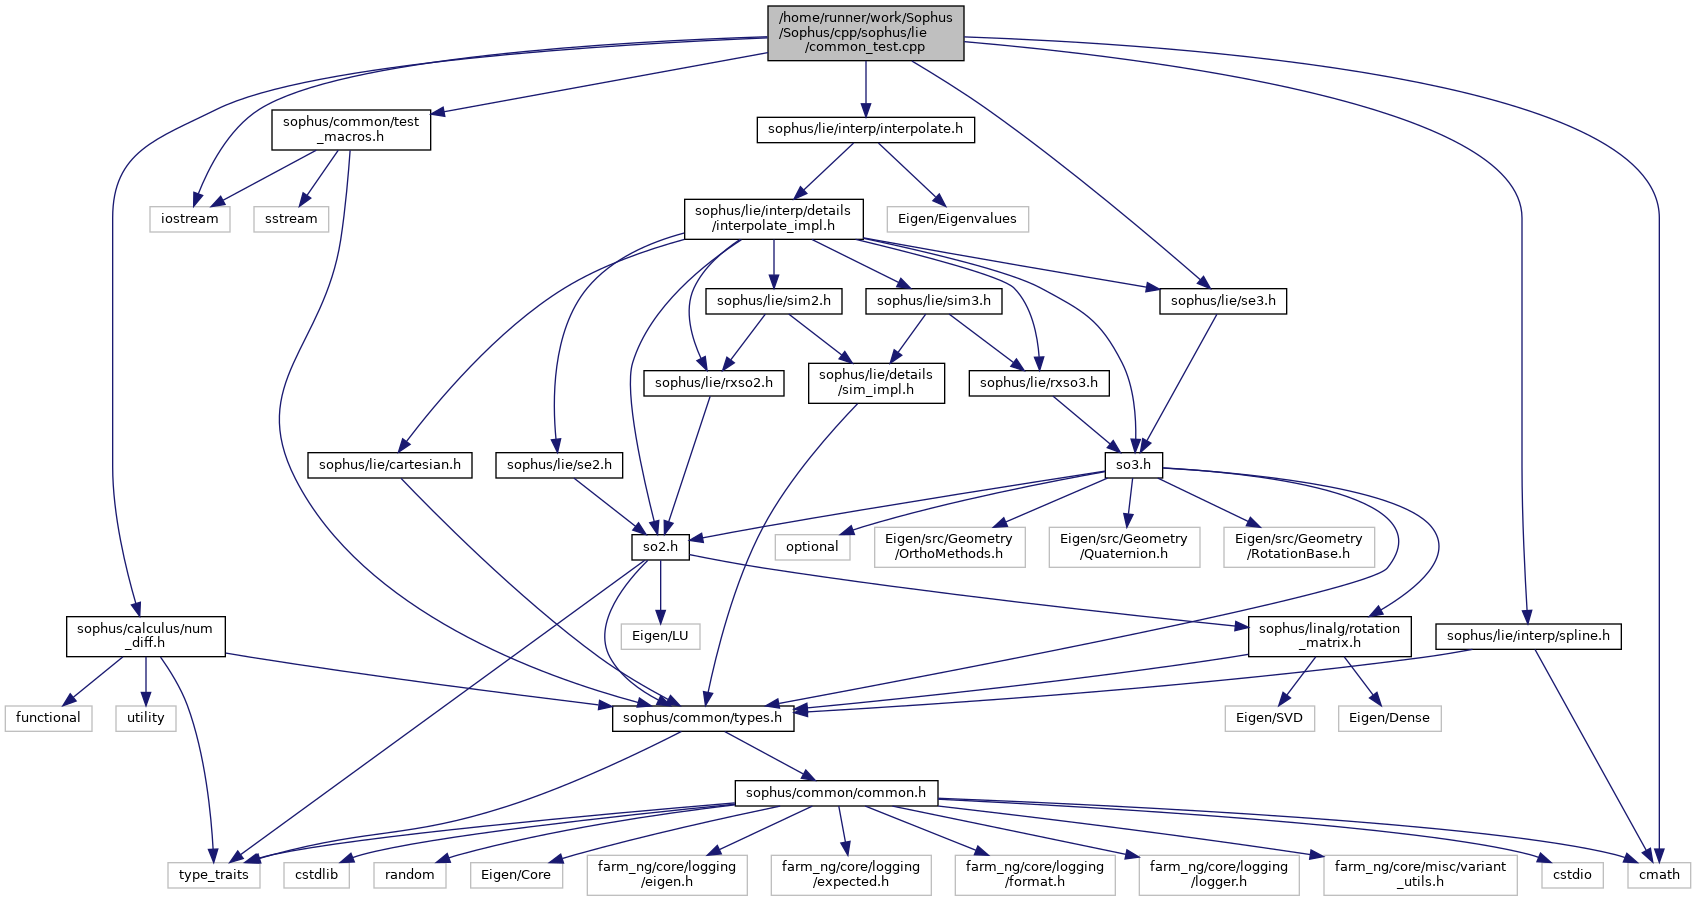 /home/runner/work/Sophus
/Sophus/cpp/sophus/lie
/common_test.cpp
sophus/common/test
_macros.h
sophus/lie/interp/interpolate.h
iostream
sstream
sophus/lie/interp/details
/interpolate_impl.h
Eigen/Eigenvalues
sophus/lie/sim2.h
sophus/lie/sim3.h
sophus/lie/se3.h
sophus/lie/rxso2.h
sophus/lie/details
/sim_impl.h
sophus/lie/rxso3.h
sophus/lie/cartesian.h
sophus/lie/se2.h
so3.h
so2.h
optional
Eigen/src/Geometry
/OrthoMethods.h
Eigen/src/Geometry
/Quaternion.h
Eigen/src/Geometry
/RotationBase.h
sophus/calculus/num
_diff.h
Eigen/LU
sophus/linalg/rotation
_matrix.h
sophus/lie/interp/spline.h
functional
utility
sophus/common/types.h
Eigen/SVD
Eigen/Dense
sophus/common/common.h
type_traits
cstdlib
random
Eigen/Core
farm_ng/core/logging
/eigen.h
farm_ng/core/logging
/expected.h
farm_ng/core/logging
/format.h
farm_ng/core/logging
/logger.h
farm_ng/core/misc/variant
_utils.h
cstdio
cmath